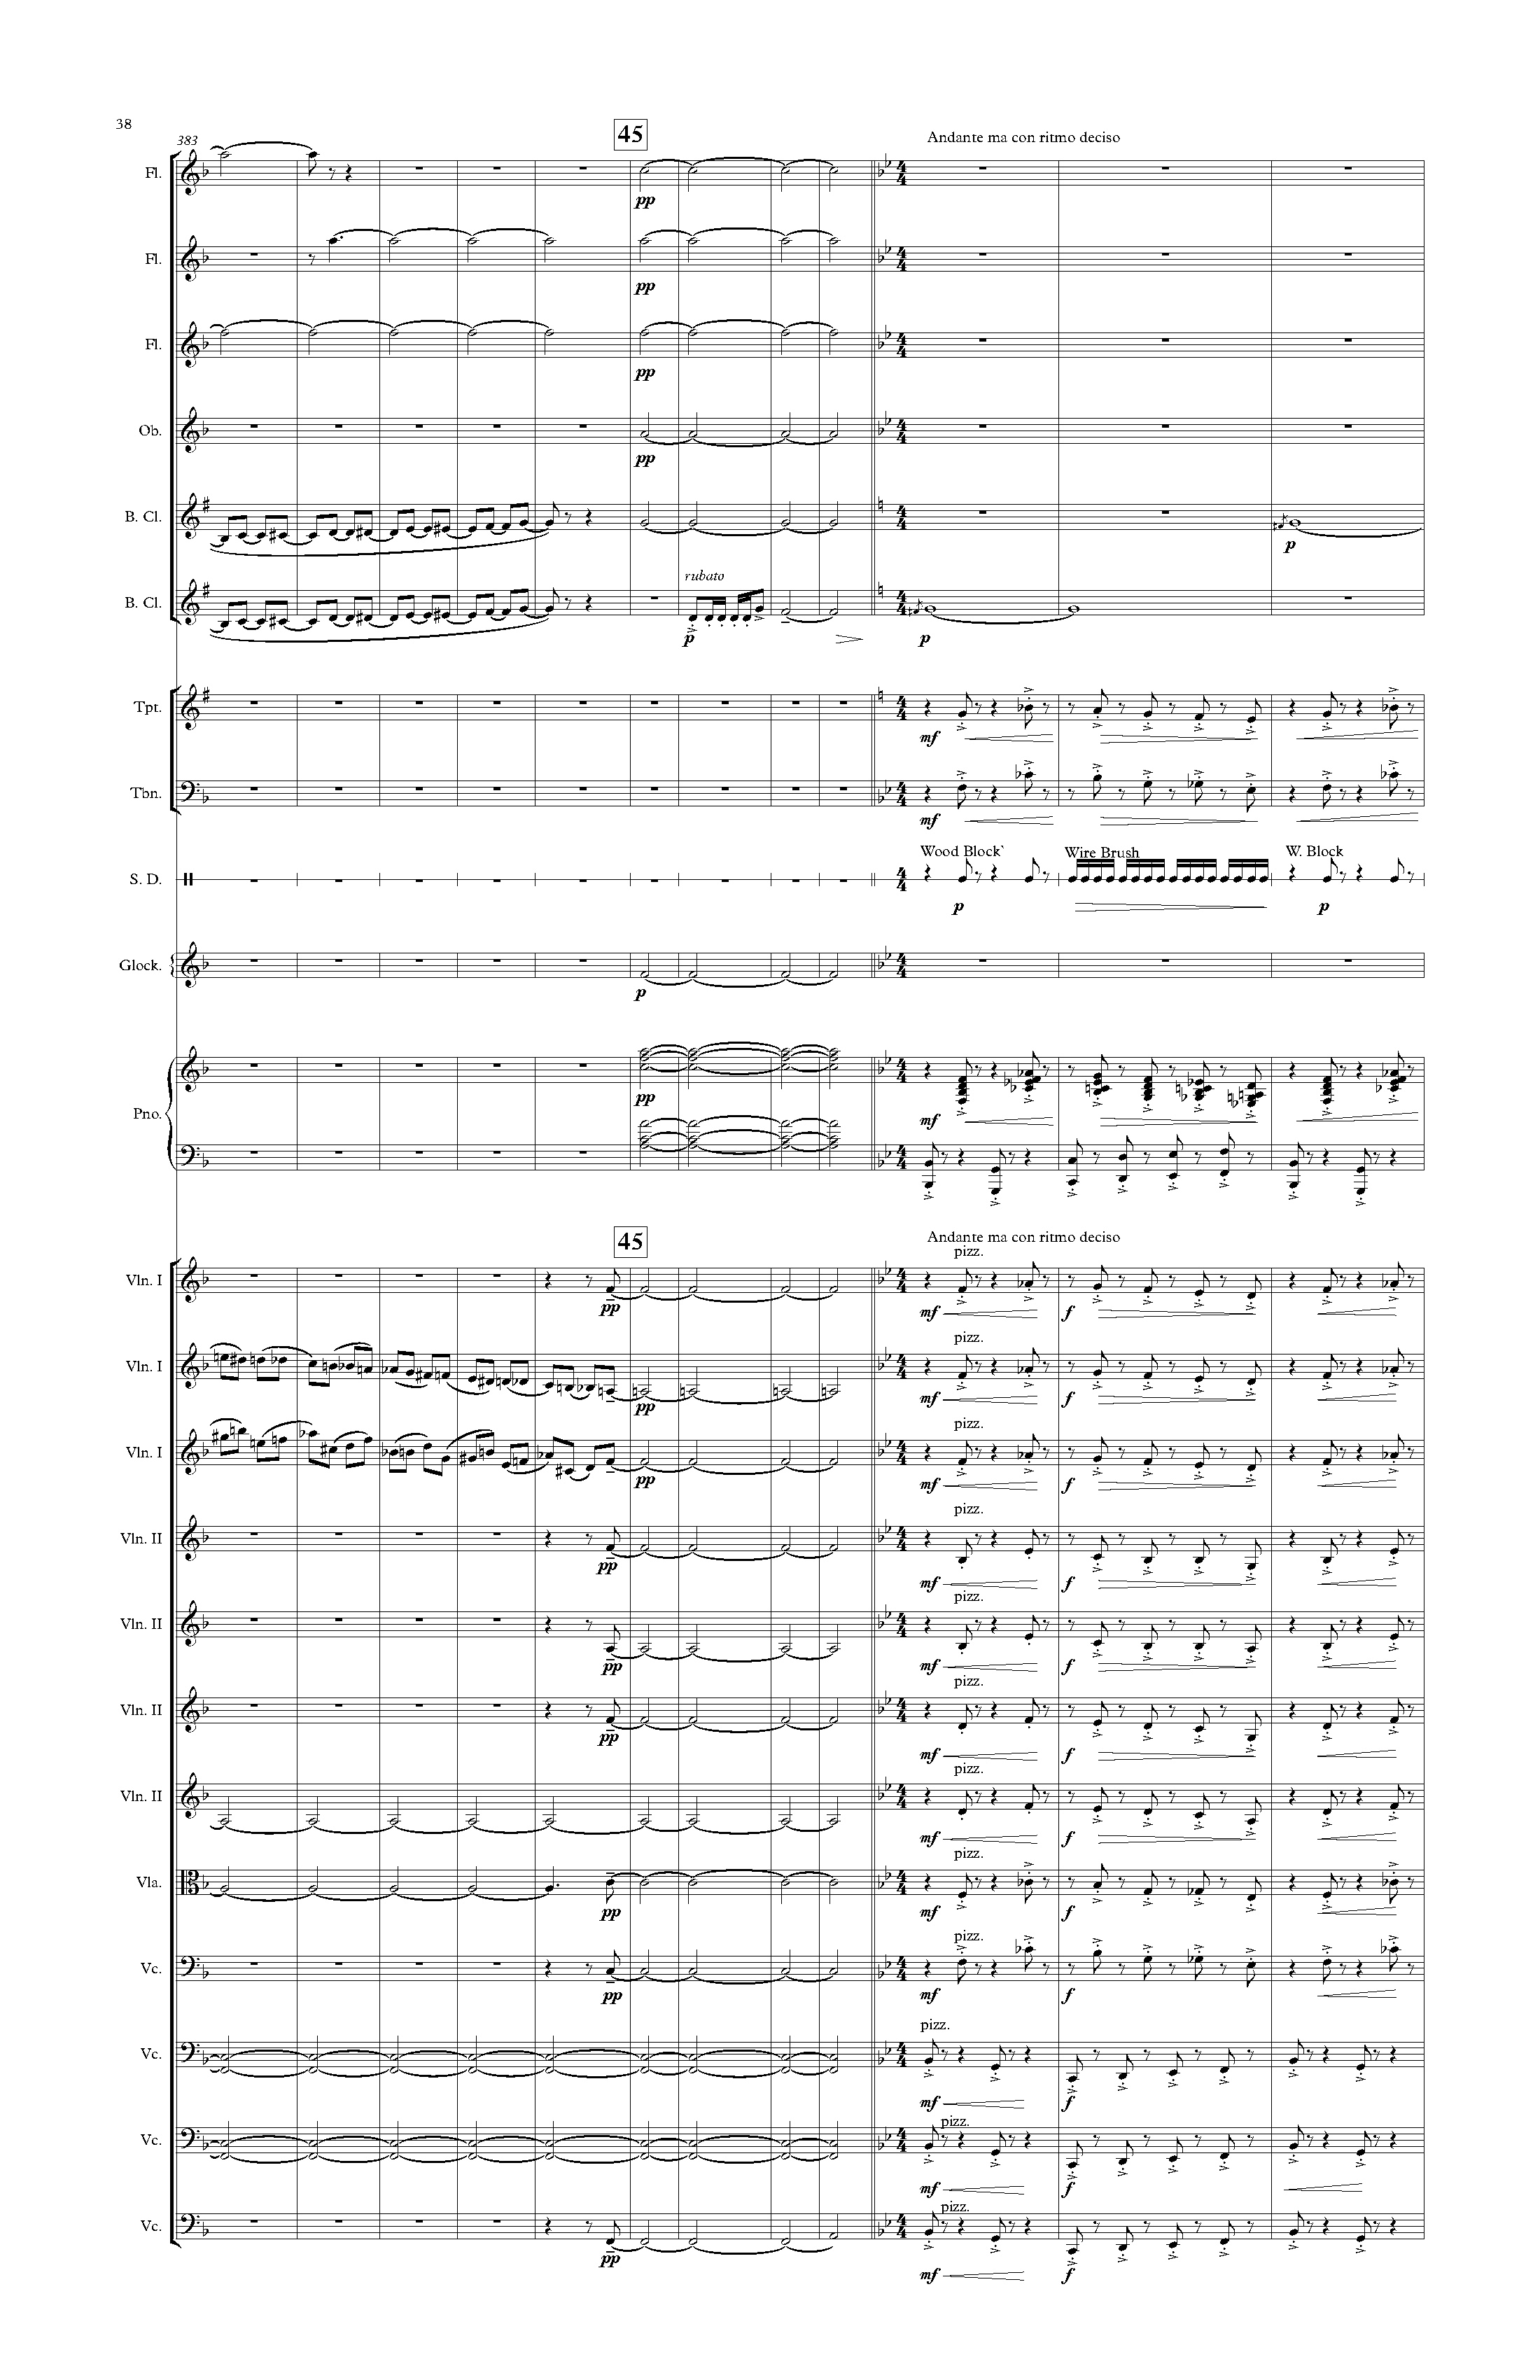 38
383
45
Andante ma con ritmo deciso
Fl.
pp
Fl.
pp
Fl.
pp
Ob.
pp
B. Cl.
p
rubato
B. Cl.
p p
Tpt.
mf
Tbn.
mf
Wood Block` Wire Brush W. Block
S. D.
p p
Glock.
p
Pno.
pp mf
45
Andante ma con ritmo deciso
pizz.
Vln. I
pp mf f
pizz.
Vln. I
pp mf f
pizz.
Vln. I
pp mf f
pizz.
Vln. II
pp mf f
pizz.
Vln. II
pp mf f
pizz.
Vln. II
pp mf f
pizz.
Vln. II
mf f
pizz.
Vla.
pp mf f
pizz.
Vc.
pp mf f
pizz.
Vc.
mf f
pizz.
Vc.
mf f
pizz.
Vc.
pp mf f